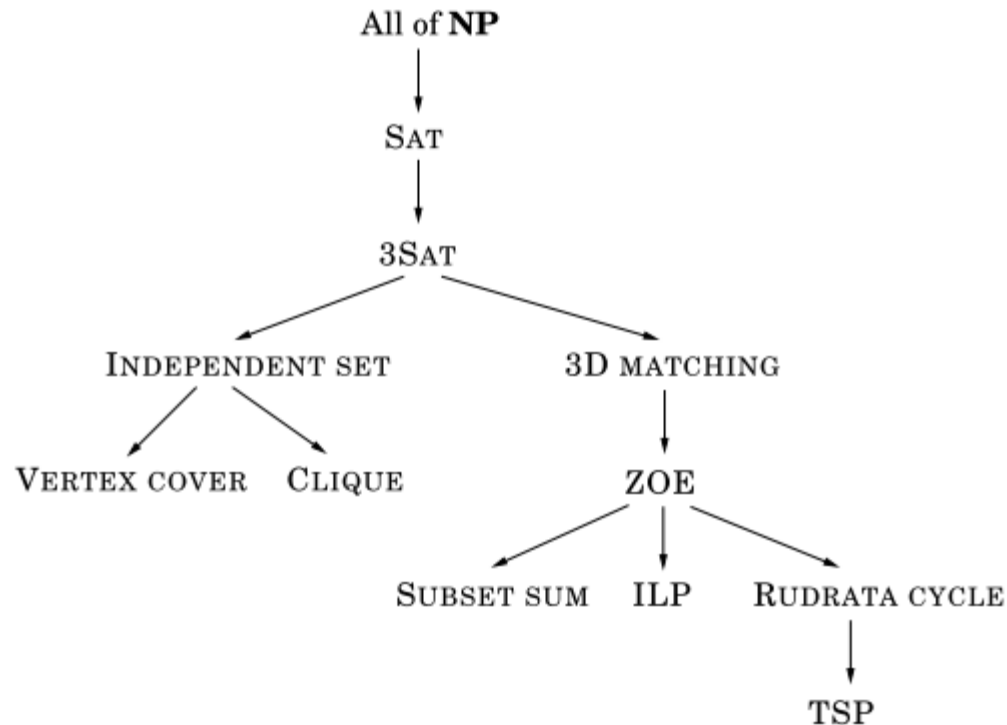 All of NP
SAT
3SAT
INDEPENDENT SET 3D MATCHING
VERTEX COVER CLIQUE ZOE
SUBSET SUM ILP RUDRATA CYCLE
TSP